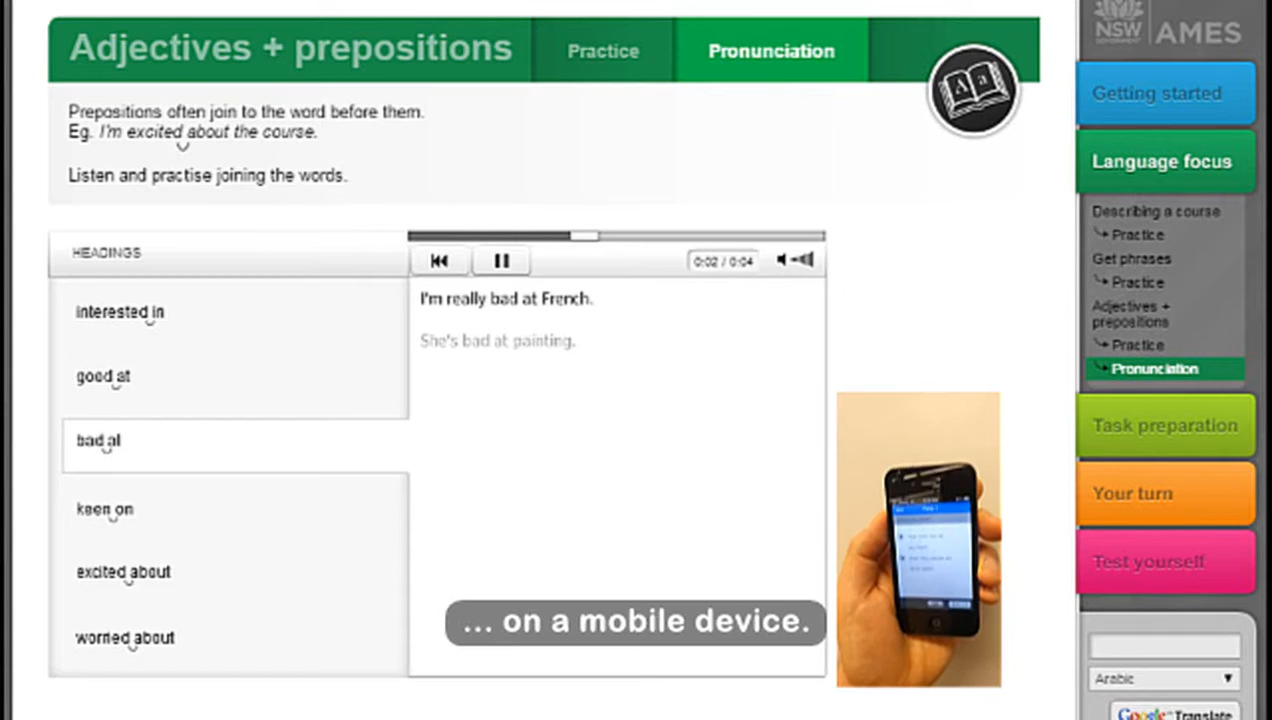 Adjectives + prepositions
Practice
Pronunciation
Prepositions often join to the word before them.
Eg. I'm excited about the course.
Listen and practise joining the words.
A a
HEADINGS
interested in
good at
bad at
keen on
excited about
worried about
0:02 / 0:04
I'm really bad at French.
She's bad at painting.
... on a mobile device.
NSW
GOVERNMENT
AMES
Getting started
Language focus
Describing a course
Practice
Get phrases
Practice
Adjectives +
prepositions
Practice
Pronunciation
Task preparation
Your turn
Test yourself
Arabic
Google Translate